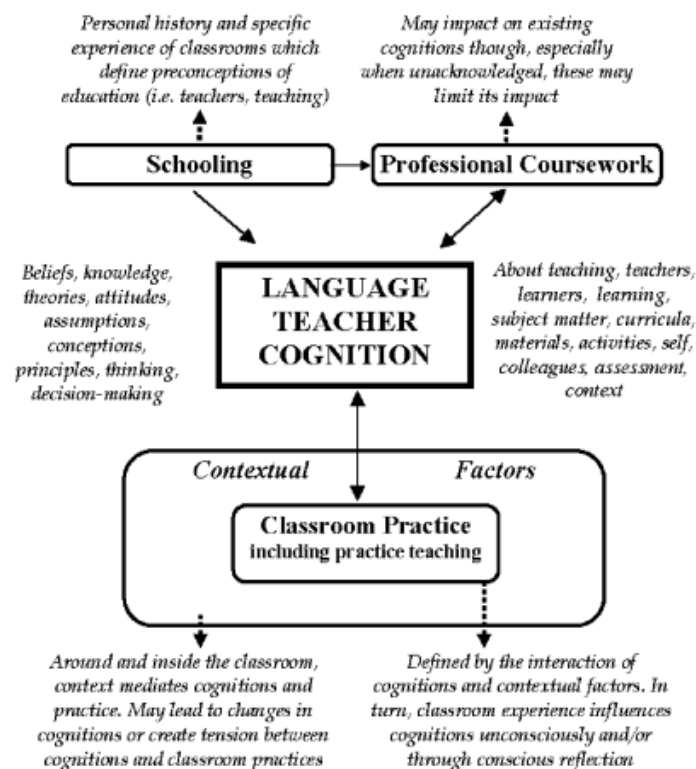 Personal history and specific
experience of classrooms which
define preconceptions of
education (i.e. teachers, teaching)
May impact on existing
cognitions though, especially
when unacknowledged, these may
limit its impact
Schooling
Professional Coursework
Beliefs, knowledge,
theories, attitudes,
assumptions,
conceptions,
principles, thinking,
decision-making
LANGUAGE
TEACHER
COGNITION
About teaching, teachers,
learners, learning,
subject matter, curricula,
materials, activities, self,
colleagues, assessment,
context
Contextual Factors
Classroom Practice
including practice teaching
Around and inside the classroom,
context mediates cognitions and
practice. May lead to changes in
cognitions or create tension between
cognitions and classroom practices
Defined by the interaction of
cognitions and contextual factors. In
turn, classroom experience influences
cognitions unconsciously and/or
through conscious reflection